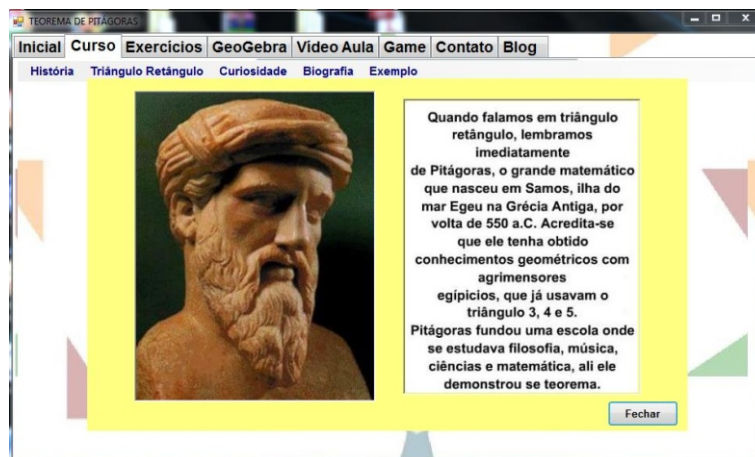 TEOREMA DE PITÁGORAS
Inicial Curso Exercicios GeoGebra Video Aula Game Contato Blog
História Triângulo Retângulo Curiosidade Biografia Exemplo
Quando falamos em triângulo
retângulo, lembramos
imediatamente
de Pitágoras, o grande matemático
que nasceu em Samos, ilha do
mar Egeu na Grécia Antiga, por
volta de 550 a.C. Acredita-se
que ele tenha obtido
conhecimentos geométricos com
agrimensores
egípicios, que já usavam o
triângulo 3, 4 e 5.
Pitágoras fundou uma escola onde
se estudava filosofia, música,
ciências e matemática, ali ele
demonstrou se teorema.
Fechar